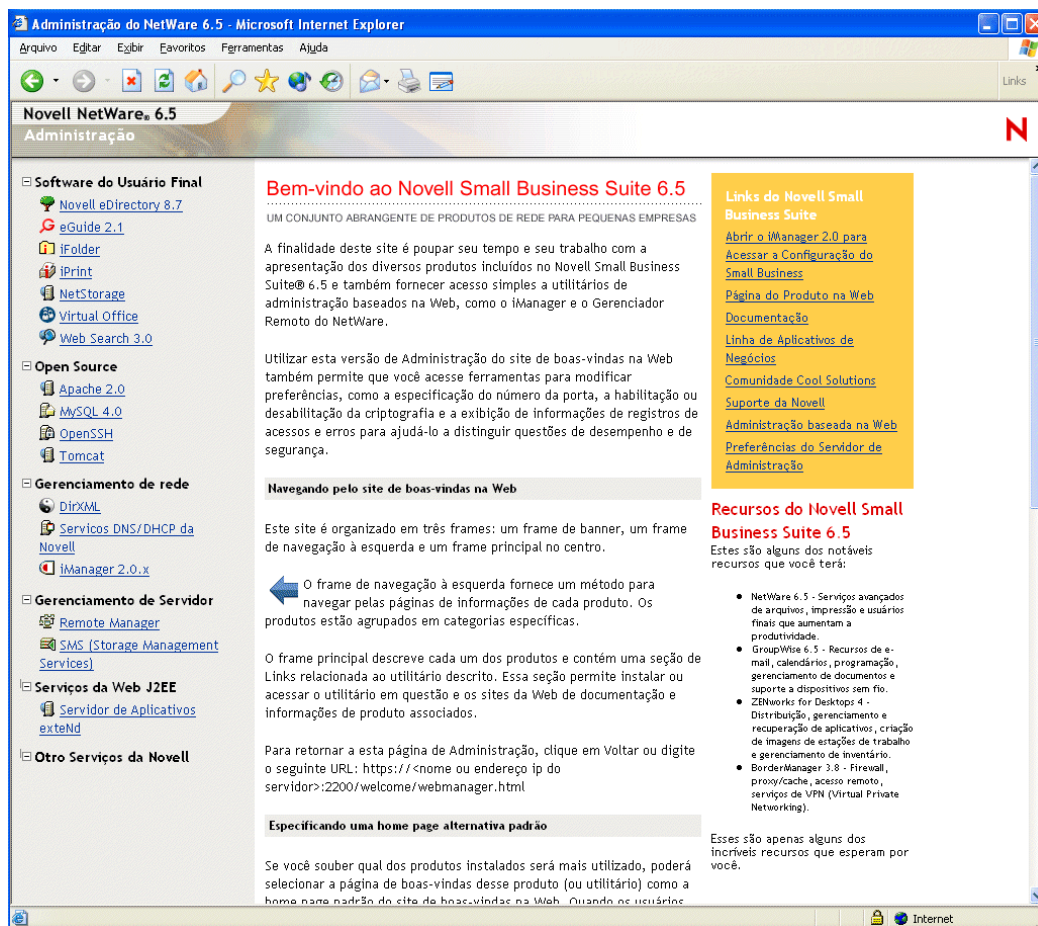 Administração do NetWare 6.5 - Microsoft Internet Explorer
Arquivo Editar Exibir Favoritos Ferramentas Ajuda
Links
Novell NetWare® 6.5
Administração
N
Software do Usuário Final
Novell eDirectory 8.7
eGuide 2.1
iFolder
iPrint
NetStorage
Virtual Office
Web Search 3.0
Open Source
Apache 2.0
MySQL 4.0
OpenSSH
Tomcat
Gerenciamento de rede
DirXML
Servicos DNS/DHCP da
Novell
iManager 2.0.x
Gerenciamento de Servidor
Remote Manager
SMS (Storage Management
Services)
Serviços da Web J2EE
Servidor de Aplicativos
exteNd
Otro Serviços da Novell
Bem-vindo ao Novell Small Business Suite 6.5
UM CONJUNTO ABRANGENTE DE PRODUTOS DE REDE PARA PEQUENAS EMPRESAS
A finalidade deste site é poupar seu tempo e seu trabalho com a
apresentação dos diversos produtos incluídos no Novell Small Business
Suite® 6.5 e também fornecer acesso simples a utilitários de
administração baseados na Web, como o iManager e o Gerenciador
Remoto do NetWare.
Utilizar esta versão de Administração do site de boas-vindas na Web
também permite que você acesse ferramentas para modificar
preferências, como a especificação do número da porta, a habilitação ou
desabilitação da criptografia e a exibição de informações de registros de
acessos e erros para ajudá-lo a distinguir questões de desempenho e de
segurança.
Navegando pelo site de boas-vindas na Web
Este site é organizado em três frames: um frame de banner, um frame
de navegação à esquerda e um frame principal no centro.
O frame de navegação à esquerda fornece um método para
navegar pelas páginas de informações de cada produto. Os
produtos estão agrupados em categorias específicas.
O frame principal descreve cada um dos produtos e contém uma seção de
Links relacionada ao utilitário descrito. Essa seção permite instalar ou
acessar o utilitário em questão e os sites da Web de documentação e
informações de produto associados.
Para retornar a esta página de Administração, clique em Voltar ou digite
o seguinte URL: https://<nome ou endereço ip do
servidor>:2200/welcome/webmanager.html
Especificando uma home page alternativa padrão
Se você souber qual dos produtos instalados será mais utilizado, poderá
selecionar a página de boas-vindas desse produto (ou utilitário) como a
home page padrão do site de boas-vindas na Web. Quando os usuários
Links do Novell Small
Business Suite
Abrir o iManager 2.0 para
Acessar a Configuração do
Small Business
Página do Produto na Web
Documentação
Linha de Aplicativos de
Negócios
Comunidade Cool Solutions
Suporte da Novell
Administração baseada na Web
Preferências do Servidor de
Administração
Recursos do Novell Small
Business Suite 6.5
Estes são alguns dos notáveis
recursos que você terá:
NetWare 6.5 - Serviços avançados
de arquivos, impressão e usuários
finais que aumentam a
produtividade.
GroupWise 6.5 - Recursos de e-
mail, calendários, programação,
gerenciamento de documentos e
suporte a dispositivos sem fio.
ZENworks for Desktops 4 -
Distribuição, gerenciamento e
recuperação de aplicativos, criação
de imagens de estações de trabalho
e gerenciamento de inventário.
BorderManager 3.8 - Firewall,
proxy/cache, acesso remoto,
serviços de VPN (Virtual Private
Networking).
Esses são apenas alguns dos
incríveis recursos que esperam por
você.
Internet